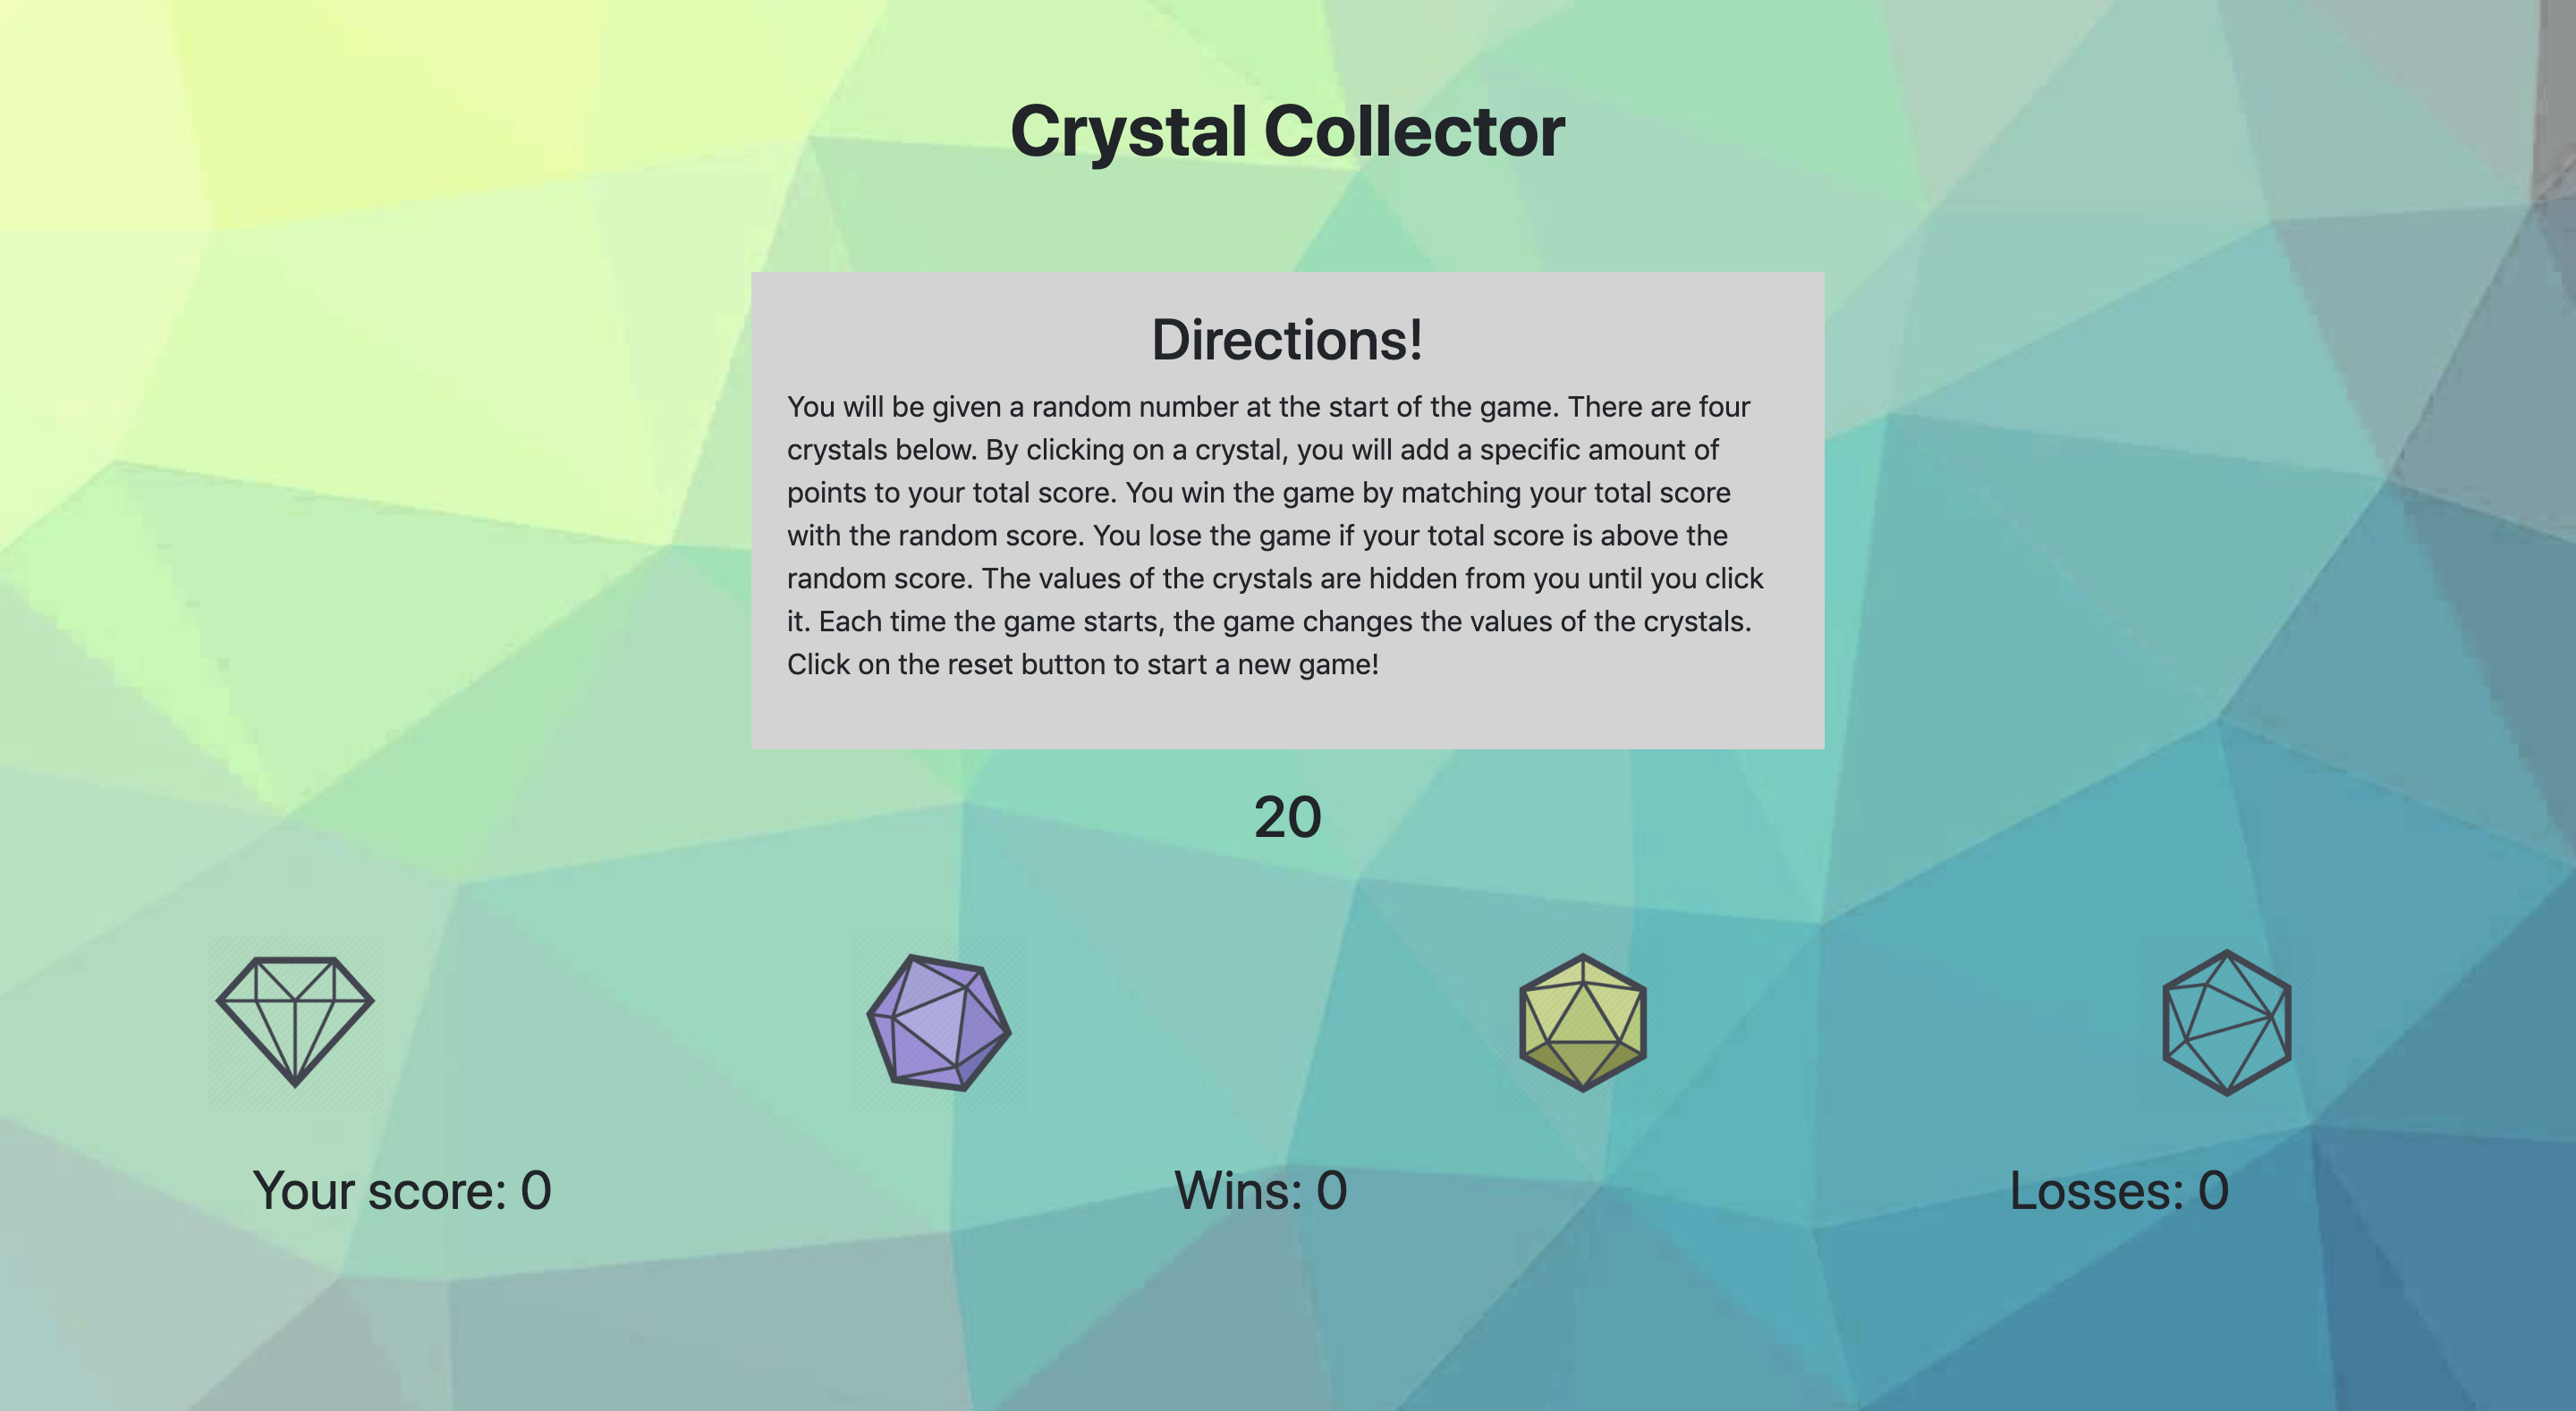 Crystal Collector
Directions!
You will be given a random number at the start of the game. There are four
crystals below. By clicking on a crystal, you will add a specific amount of
points to your total score. You win the game by matching your total score
with the random score. You lose the game if your total score is above the
random score. The values of the crystals are hidden from you until you click
it. Each time the game starts, the game changes the values of the crystals.
Click on the reset button to start a new game!
20
Your score: 0
Wins: 0
Losses: 0